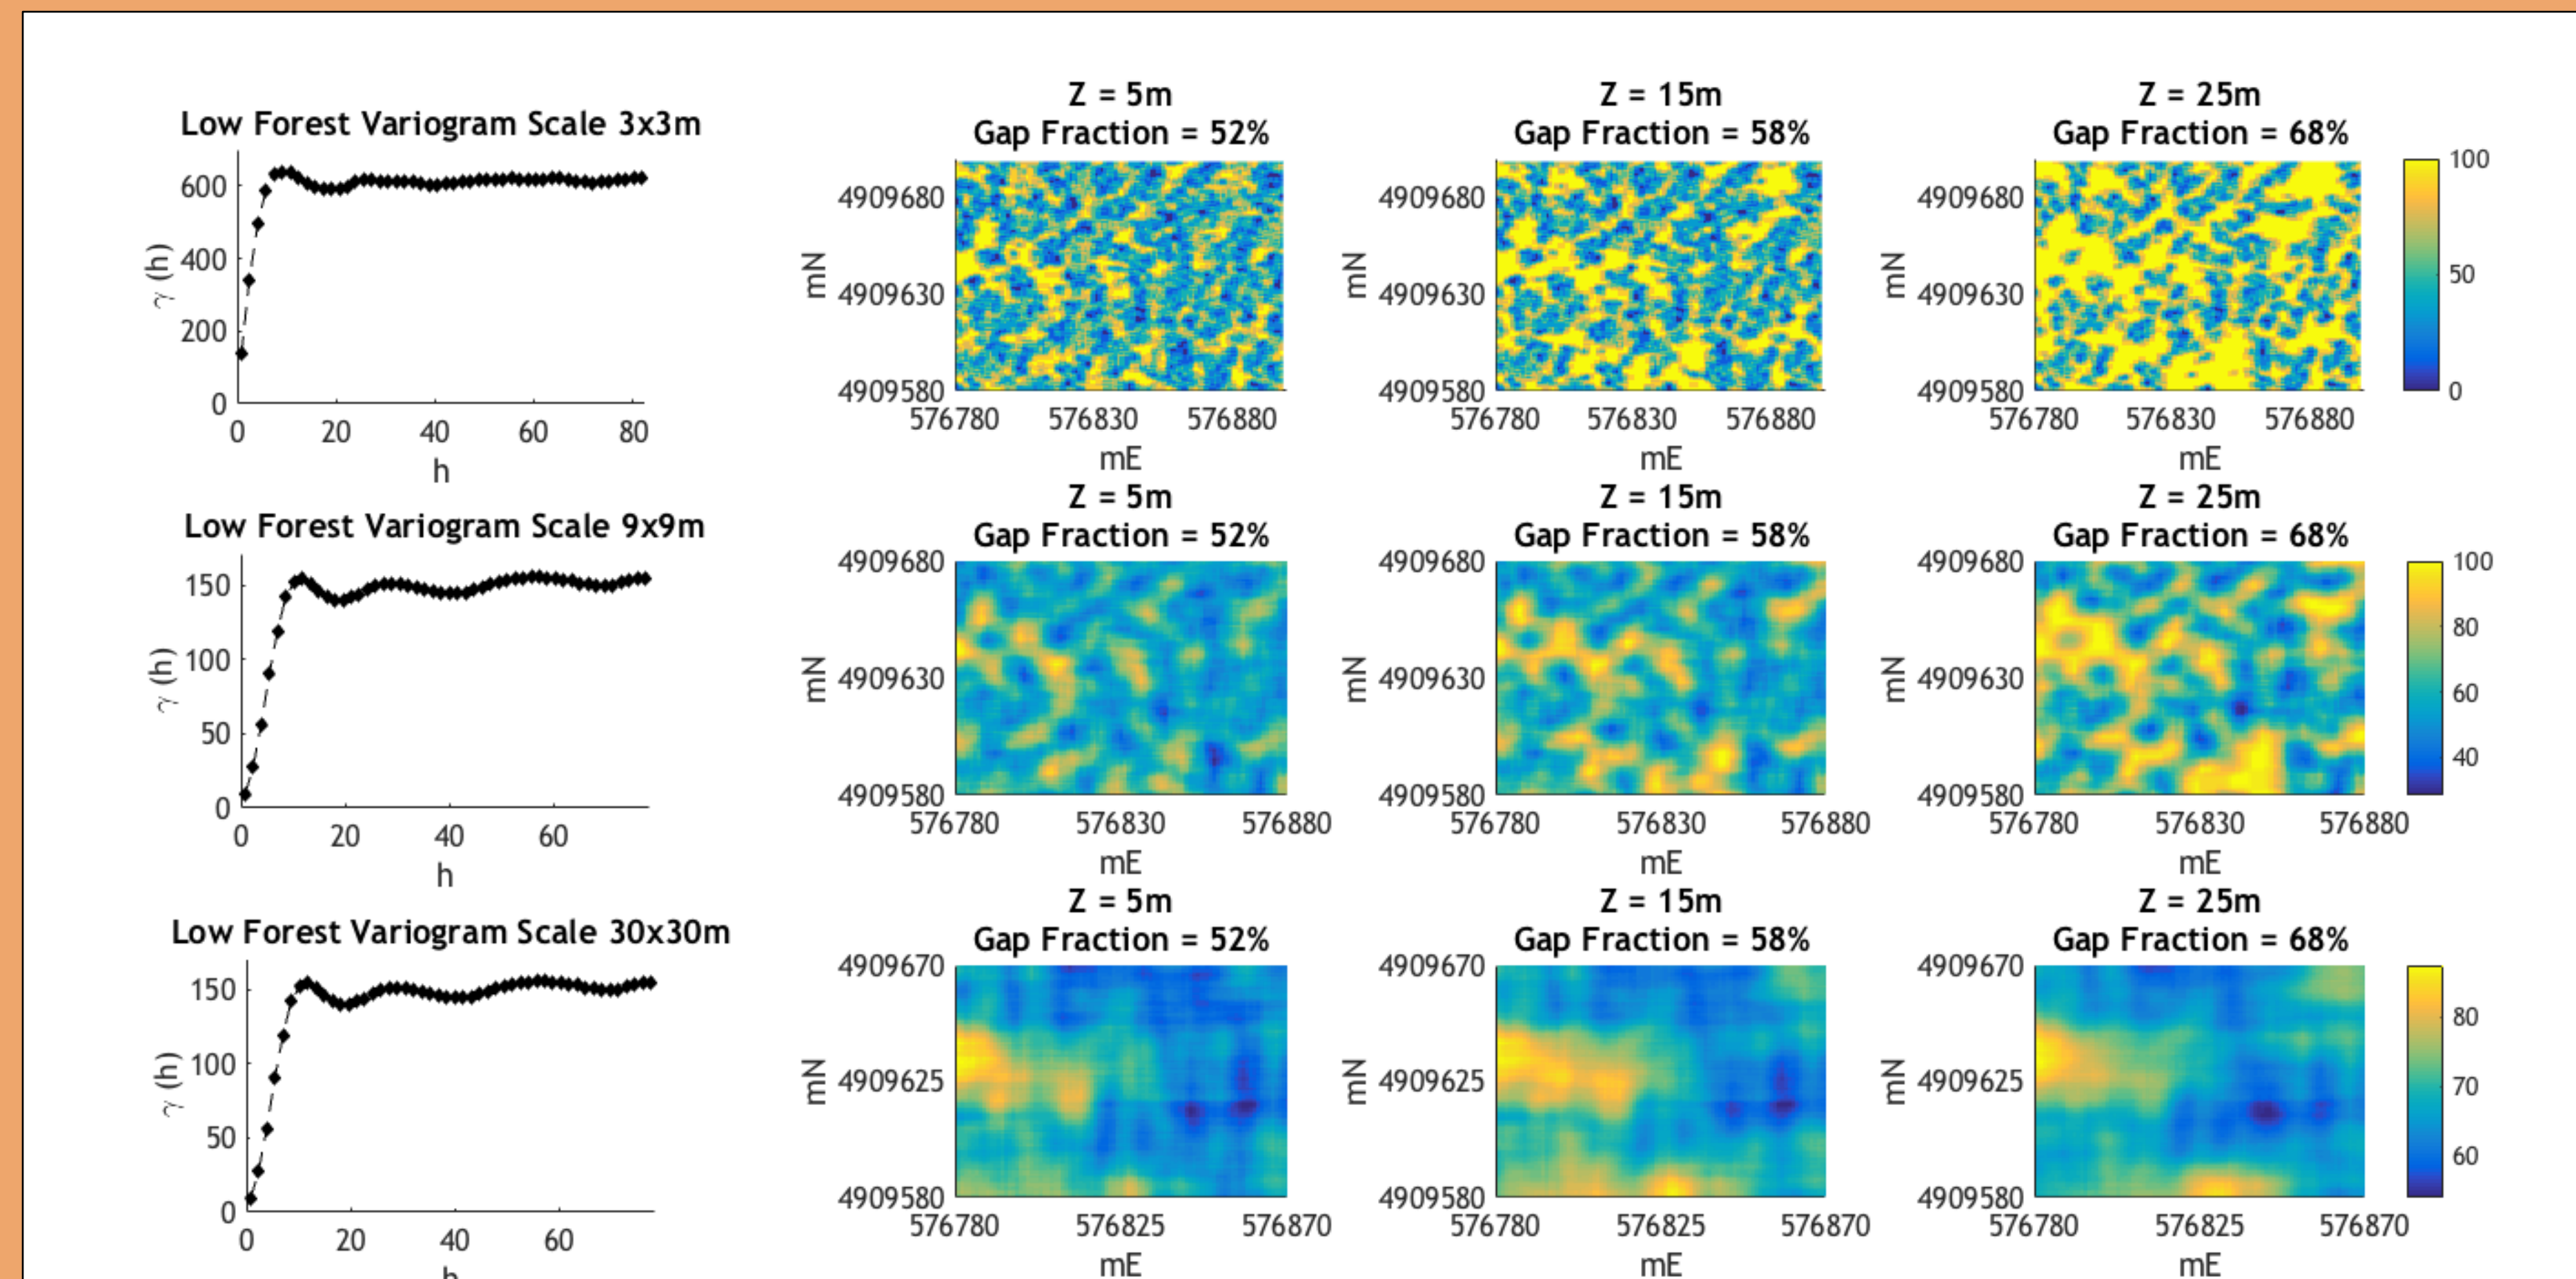 Low Forest Variogram Scale 3x3m
γ (h)
600
400
200
0
0 20 40 60 80
h
Z = 5m
Gap Fraction = 52%
mN
4909680
4909630
4909580
576780 576830 576880
mE
Z = 15m
Gap Fraction = 58%
mN
4909680
4909630
4909580
576780 576830 576880
mE
Z = 25m
Gap Fraction = 68%
mN
4909680
4909630
4909580
576780 576830 576880
mE
100
50
0
Low Forest Variogram Scale 9x9m
γ (h)
150
100
50
0
0 20 40 60
h
Z = 5m
Gap Fraction = 52%
mN
4909680
4909630
4909580
576780 576830 576880
mE
Z = 15m
Gap Fraction = 58%
mN
4909680
4909630
4909580
576780 576830 576880
mE
Z = 25m
Gap Fraction = 68%
mN
4909680
4909630
4909580
576780 576830 576880
mE
100
80
60
40
Low Forest Variogram Scale 30x30m
γ (h)
150
100
50
0
0 20 40 60
h
Z = 5m
Gap Fraction = 52%
mN
4909670
4909625
4909580
576780 576825 576870
mE
Z = 15m
Gap Fraction = 58%
mN
4909670
4909625
4909580
576780 576825 576870
mE
Z = 25m
Gap Fraction = 68%
mN
4909670
4909625
4909580
576780 576825 576870
mE
80
70
60